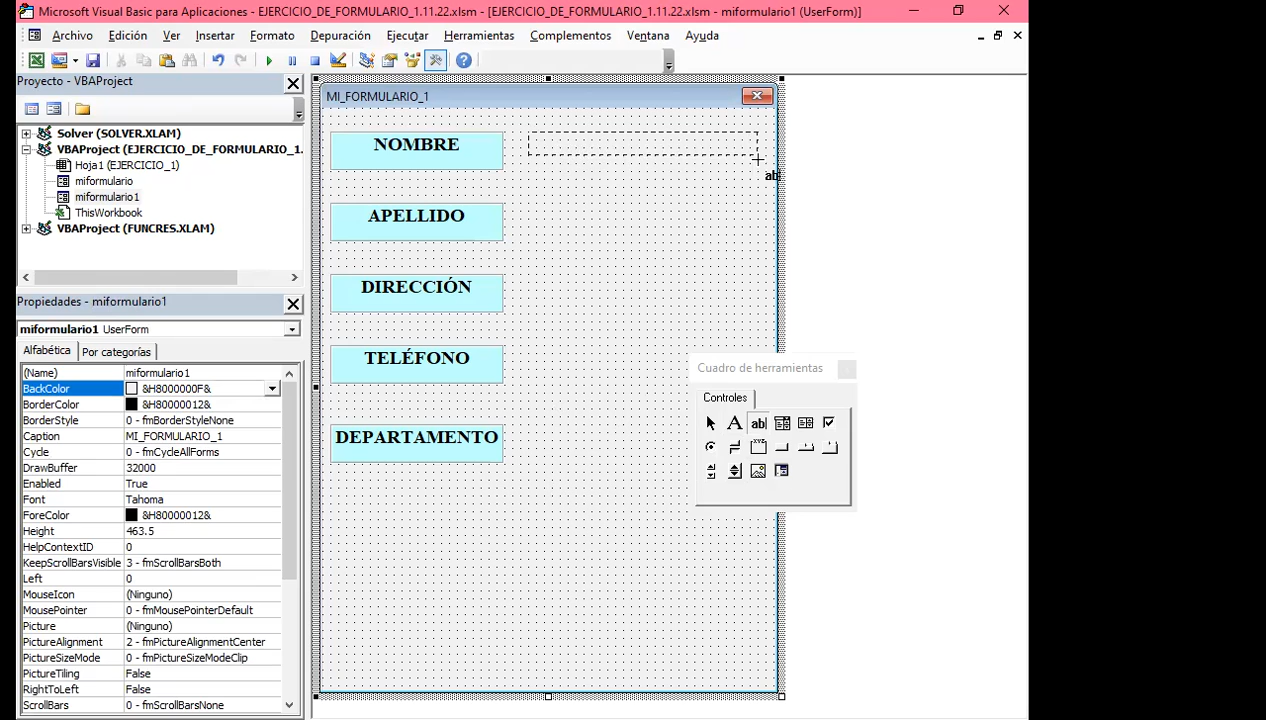 Microsoft Visual Basic para Aplicaciones - EJERCICIO_DE_FORMULARIO_1.11.22.xlsm - [EJERCICIO_DE_FORMULARIO_1.11.22.xlsm - miformulario1 (UserForm)]
Archivo Edición Ver Insertar Formato Depuración Ejecutar Herramientas Complementos Ventana Ayuda
Proyecto - VBAProject
Solver (SOLVER.XLAM)
VBAProject (EJERCICIO_DE_FORMULARIO_1.
Hoja1 (EJERCICIO_1)
miformulario
miformulario1
ThisWorkbook
VBAProject (FUNCRES.XLAM)
Propiedades - miformulario1
miformulario1 UserForm
Alfabética Por categorías
(Name) miformulario1
BackColor &H8000000F&
BorderColor &H80000012&
BorderStyle 0 - fmBorderStyleNone
Caption MI_FORMULARIO_1
Cycle 0 - fmCycleAllForms
DrawBuffer 32000
Enabled True
Font Tahoma
ForeColor &H80000012&
Height 463.5
HelpContextID 0
KeepScrollBarsVisible 3 - fmScrollBarsBoth
Left 0
MouseIcon (Ninguno)
MousePointer 0 - fmMousePointerDefault
Picture (Ninguno)
PictureAlignment 2 - fmPictureAlignmentCenter
PictureSizeMode 0 - fmPictureSizeModeClip
PictureTiling False
RightToLeft False
ScrollBars 0 - fmScrollBarsNone
MI_FORMULARIO_1
NOMBRE
ab
APELLIDO
DIRECCIÓN
TELÉFONO
DEPARTAMENTO
Cuadro de herramientas
Controles
A ab
XYZ